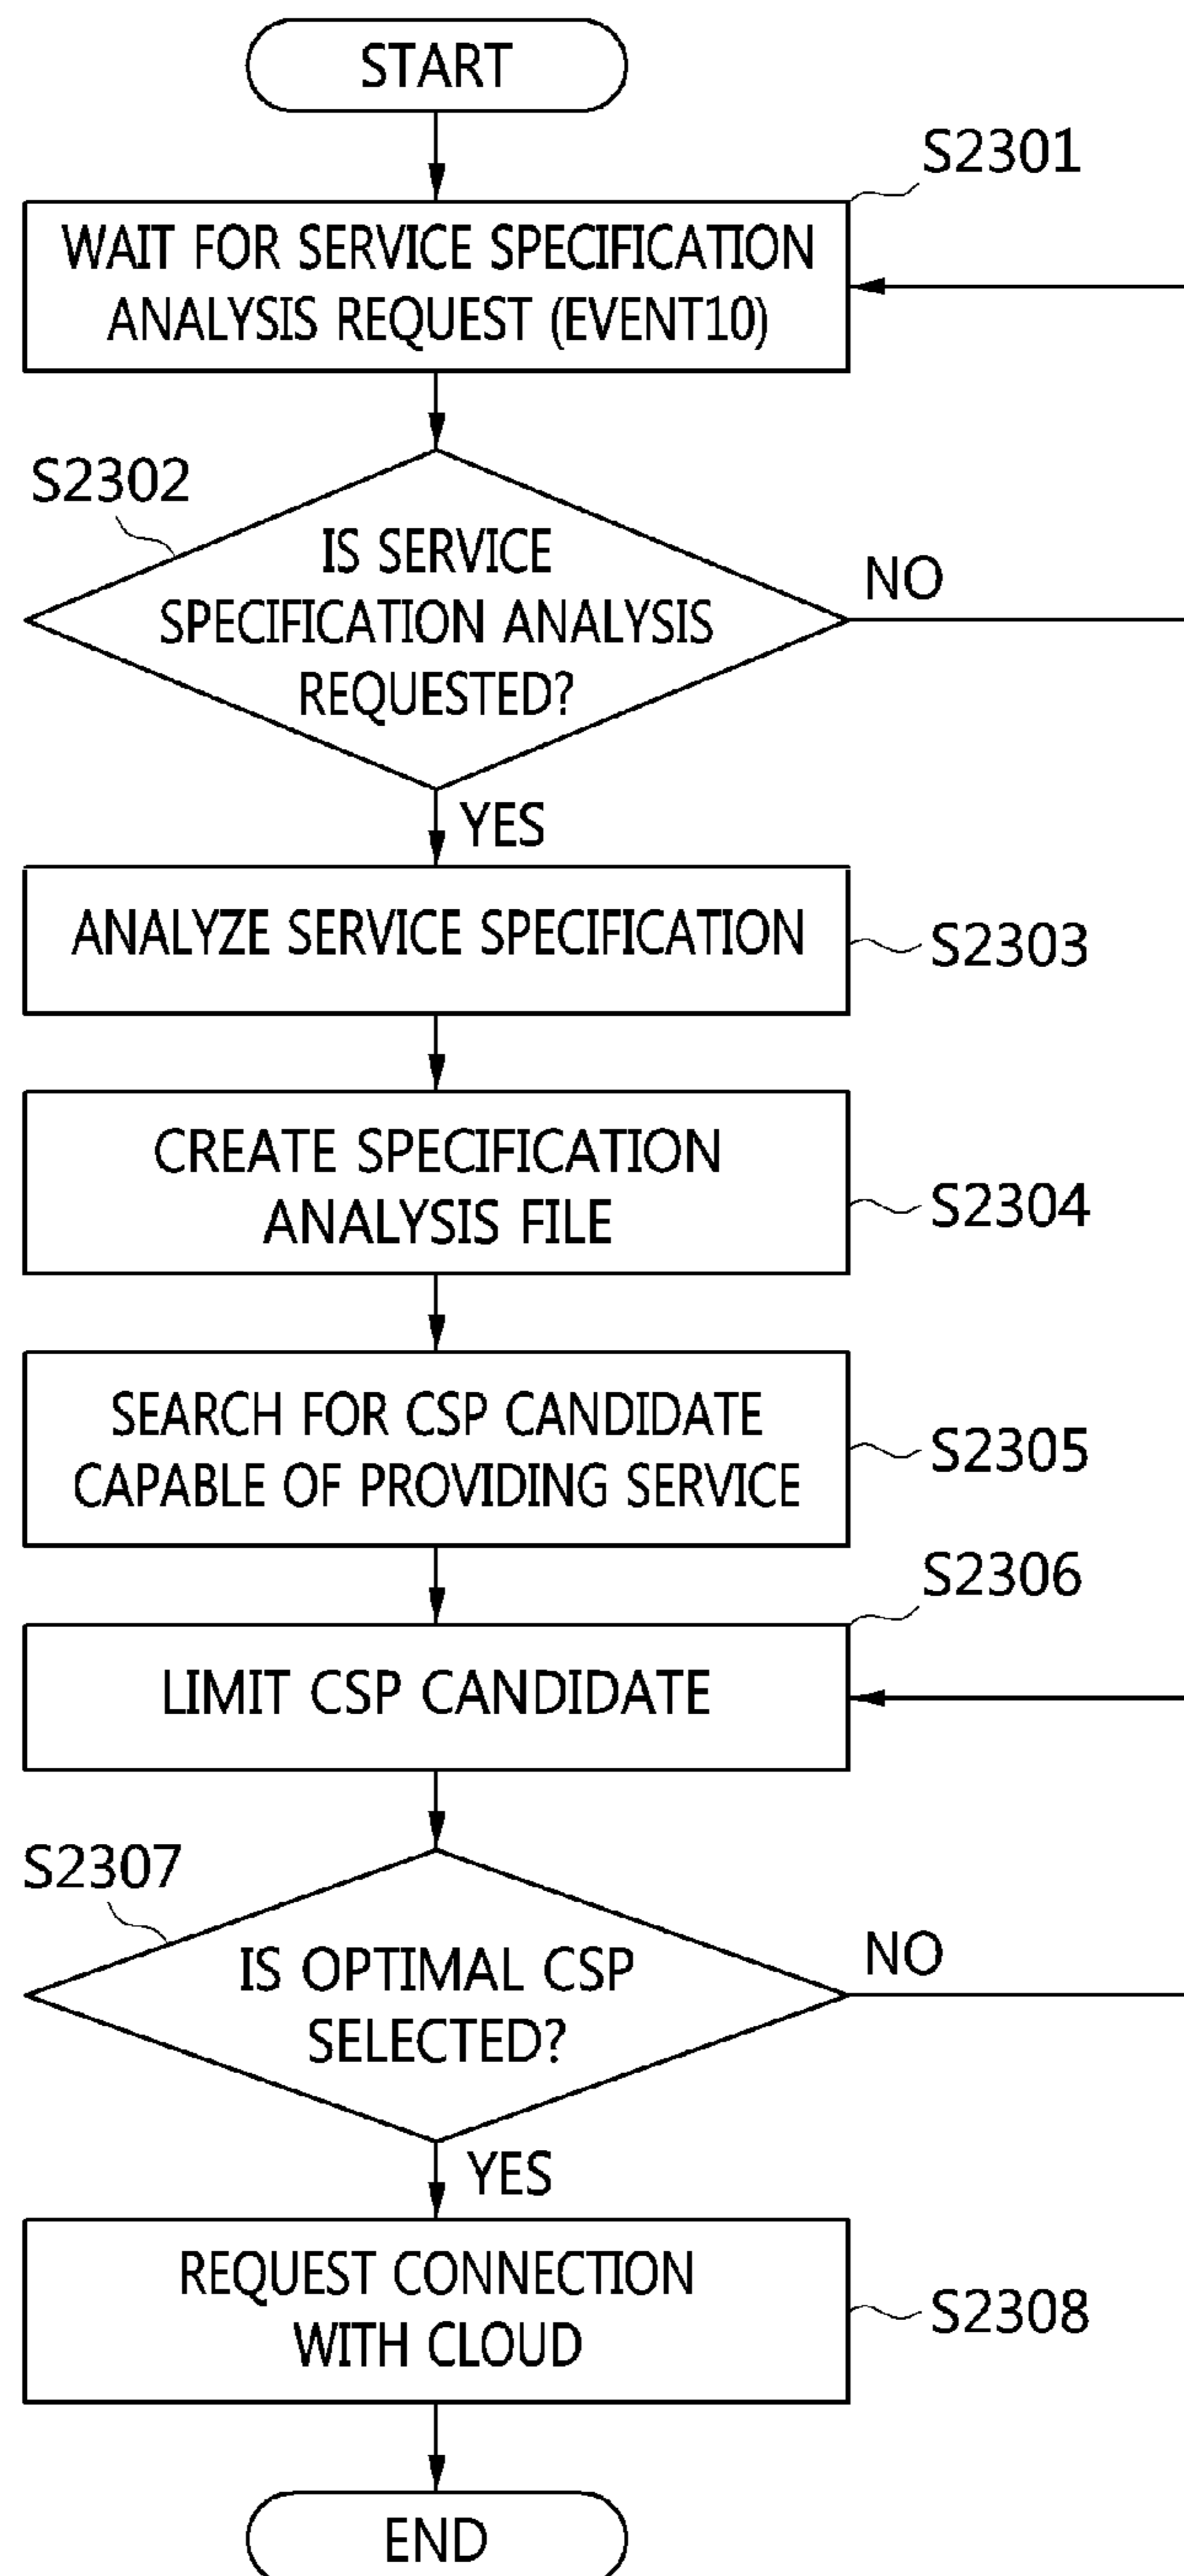 START
S2301
WAIT FOR SERVICE SPECIFICATION
ANALYSIS REQUEST (EVENT10)
S2302
IS SERVICE
SPECIFICATION ANALYSIS
REQUESTED?
NO
YES
ANALYZE SERVICE SPECIFICATION
S2303
CREATE SPECIFICATION
ANALYSIS FILE
S2304
SEARCH FOR CSP CANDIDATE
CAPABLE OF PROVIDING SERVICE
S2305
S2306
LIMIT CSP CANDIDATE
S2307
IS OPTIMAL CSP
SELECTED?
NO
YES
REQUEST CONNECTION
WITH CLOUD
S2308
END